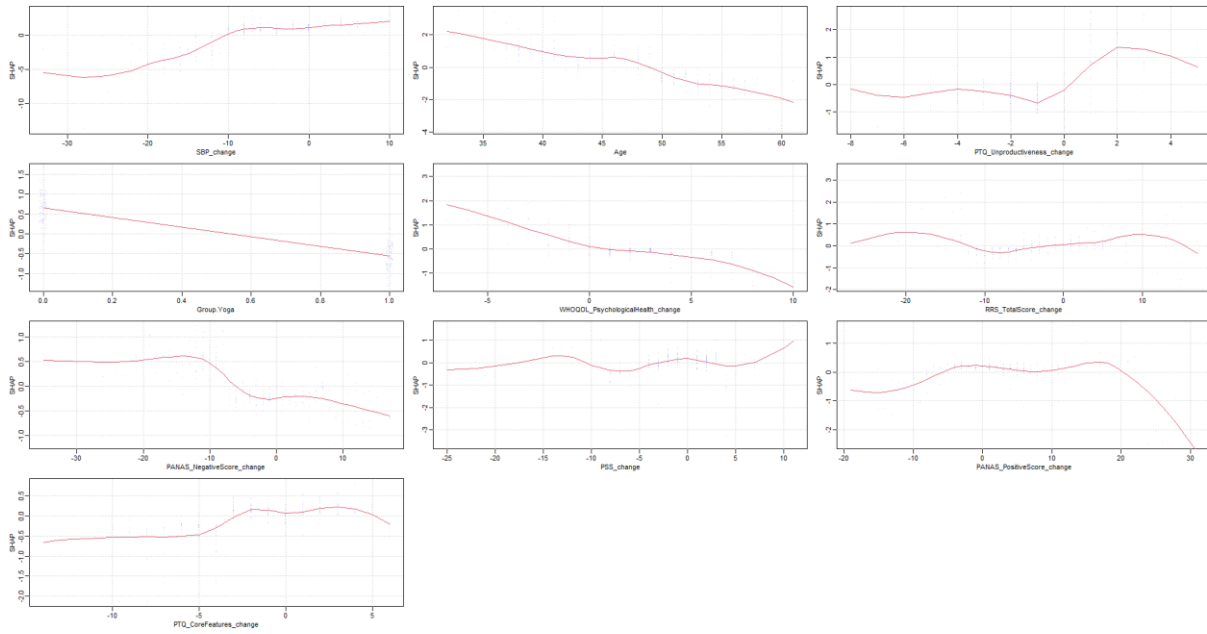 SHAP
0
-5
-10
-30 -20 -10 0 10
SBP_change
SHAP
2
0
-2
-4
35 40 45 50 55 60
Age
SHAP
2
1
0
-1
-8 -6 -4 -2 0 2 4
PTQ_Unproductiveness_change
SHAP
1.5
1.0
0.5
0.0
-0.5
-1.0
0.0 0.2 0.4 0.6 0.8 1.0
Group.Yoga
SHAP
3
2
1
0
-1
-5 0 5 10
WHOQOL_PsychologicalHealth_change
SHAP
3
2
1
0
-1
-2
-20 -10 0 10
RRS_TotalScore_change
SHAP
1.0
0.5
0.0
-0.5
-1.0
-30 -20 -10 0 10
PANAS_NegativeScore_change
SHAP
1
0
-1
-2
-3
-25 -20 -15 -10 -5 0 5 10
PSS_change
SHAP
1
0
-1
-2
-20 -10 0 10 20 30
PANAS_PositiveScore_change
SHAP
0.5
0.0
-0.5
-1.0
-1.5
-2.0
-10 -5 0 5
PTQ_CoreFeatures_change